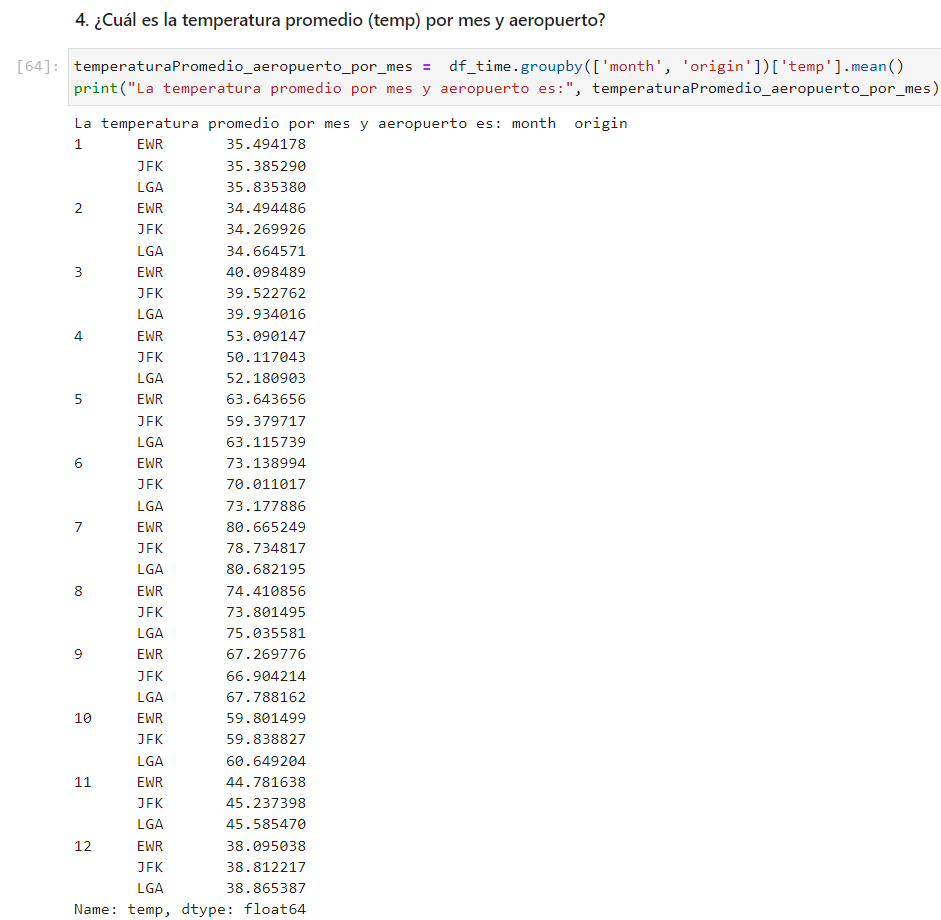 4. ¿Cuál es la temperatura promedio (temp) por mes y aeropuerto?
[64]: temperaturaPromedio_aeropuerto_por_mes =  df_time.groupby(['month', 'origin'])['temp'].mean()
print("La temperatura promedio por mes y aeropuerto es:", temperaturaPromedio_aeropuerto_por_mes)
La temperatura promedio por mes y aeropuerto es: month  origin
1      EWR       35.494178
       JFK       35.385290
       LGA       35.835380
2      EWR       34.494486
       JFK       34.269926
       LGA       34.664571
3      EWR       40.098489
       JFK       39.522762
       LGA       39.934016
4      EWR       53.090147
       JFK       50.117043
       LGA       52.180903
5      EWR       63.643656
       JFK       59.379717
       LGA       63.115739
6      EWR       73.138994
       JFK       70.011017
       LGA       73.177886
7      EWR       80.665249
       JFK       78.734817
       LGA       80.682195
8      EWR       74.410856
       JFK       73.801495
       LGA       75.035581
9      EWR       67.269776
       JFK       66.904214
       LGA       67.788162
10     EWR       59.801499
       JFK       59.838827
       LGA       60.649204
11     EWR       44.781638
       JFK       45.237398
       LGA       45.585470
12     EWR       38.095038
       JFK       38.812217
       LGA       38.865387
Name: temp, dtype: float64